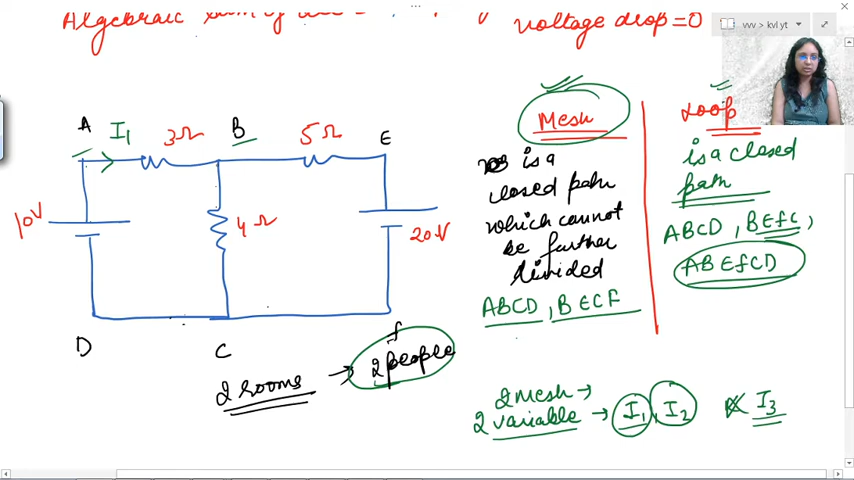 Algebraic sum of
voltage drop=0
vvv > kvl yt
A
I1
3Ω
B
5Ω
E
10V
4Ω
20V
D
C
f
2 rooms → 2 people
Mesh
is a
closed path
which cannot
be further
divided
ABCD, BECF
Loop
is a closed
path
ABCD, BEfC,
ABEfCD
2 mesh →
2 variable → I1, I2 I3